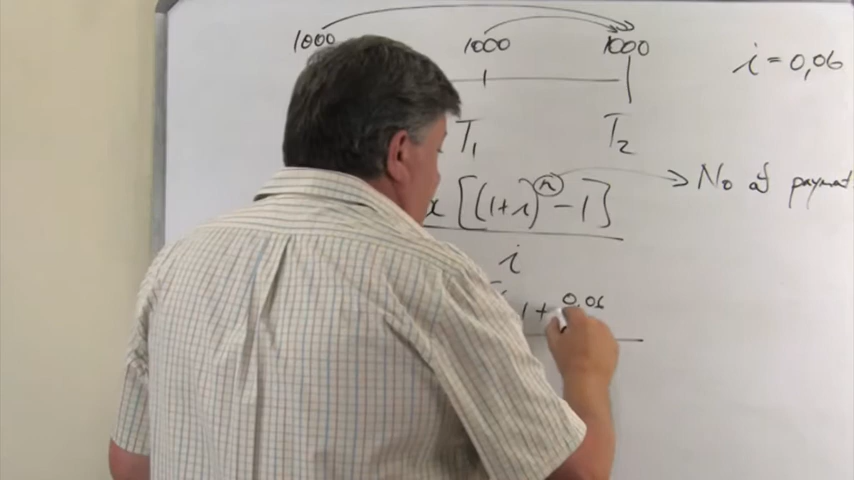 1000 1000 1000
i = 0,06
T1 T2
x [(1+i)^n - 1] → No of payment
i
1 + 0,06